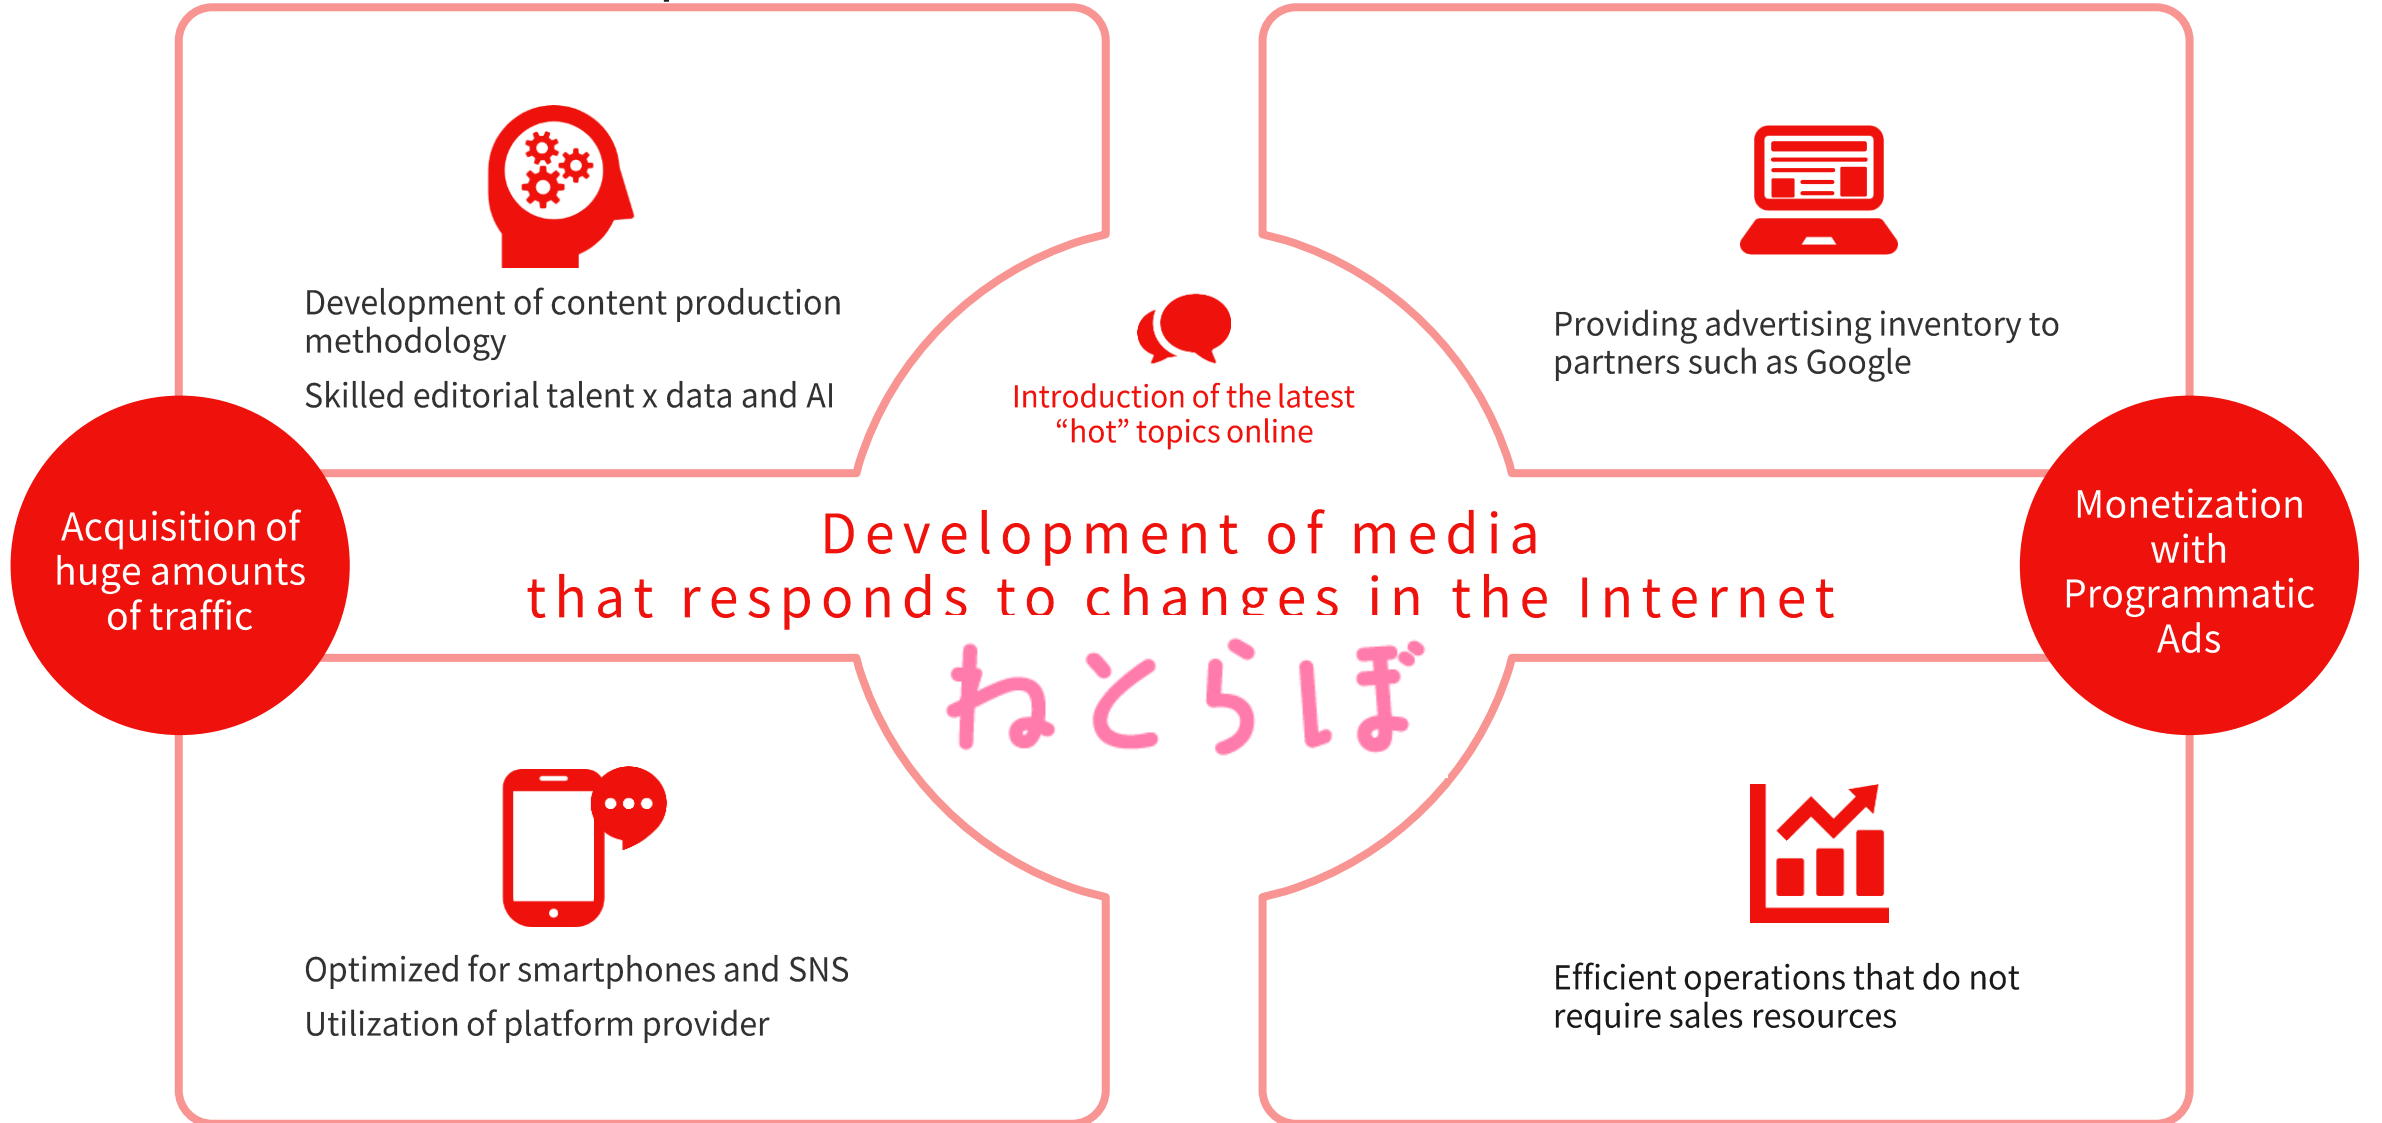 Development of content production
methodology
Skilled editorial talent x data and AI
Providing advertising inventory to
partners such as Google
Introduction of the latest
“hot” topics online
Acquisition of
huge amounts
of traffic
Development of media
that responds to changes in the Internet
ねとらぼ
Monetization
with
Programmatic
Ads
Optimized for smartphones and SNS
Utilization of platform provider
Efficient operations that do not
require sales resources